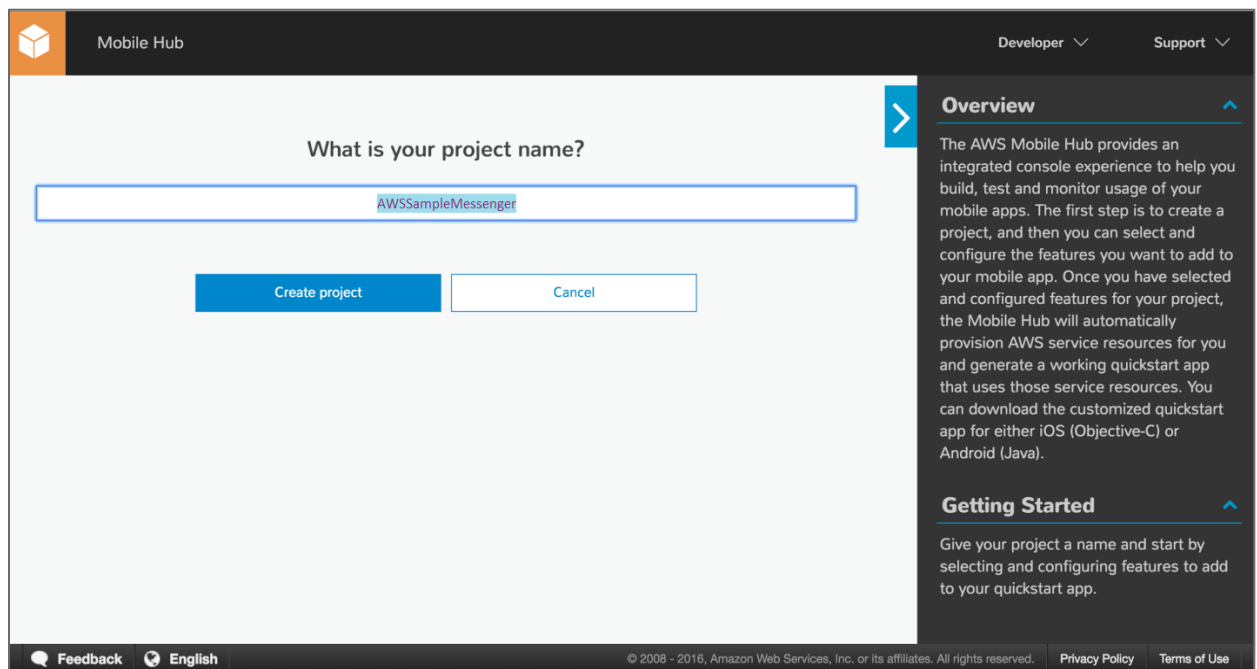 Mobile Hub
Developer
Support
What is your project name?
AWSSampleMessenger
Create project
Cancel
Overview
The AWS Mobile Hub provides an
integrated console experience to help you
build, test and monitor usage of your
mobile apps. The first step is to create a
project, and then you can select and
configure the features you want to add to
your mobile app. Once you have selected
and configured features for your project,
the Mobile Hub will automatically
provision AWS service resources for you
and generate a working quickstart app
that uses those service resources. You
can download the customized quickstart
app for either iOS (Objective-C) or
Android (Java).
Getting Started
Give your project a name and start by
selecting and configuring features to add
to your quickstart app.
Feedback
English
© 2008 - 2016, Amazon Web Services, Inc. or its affiliates. All rights reserved.
Privacy Policy
Terms of Use